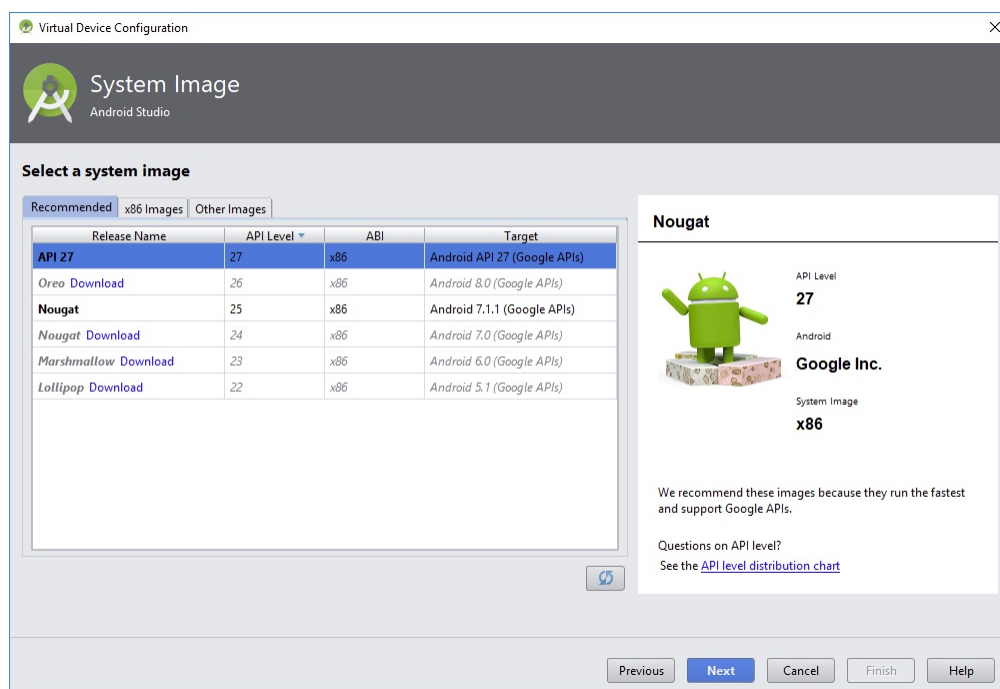 Virtual Device Configuration
System Image
Android Studio
Select a system image
Recommended x86 Images Other Images
Release Name API Level ABI Target
API 27 27 x86 Android API 27 (Google APIs)
Oreo Download 26 x86 Android 8.0 (Google APIs)
Nougat 25 x86 Android 7.1.1 (Google APIs)
Nougat Download 24 x86 Android 7.0 (Google APIs)
Marshmallow Download 23 x86 Android 6.0 (Google APIs)
Lollipop Download 22 x86 Android 5.1 (Google APIs)
Nougat
API Level
27
Android
Google Inc.
System Image
x86
We recommend these images because they run the fastest
and support Google APIs.
Questions on API level?
See the API level distribution chart
Previous Next Cancel Finish Help